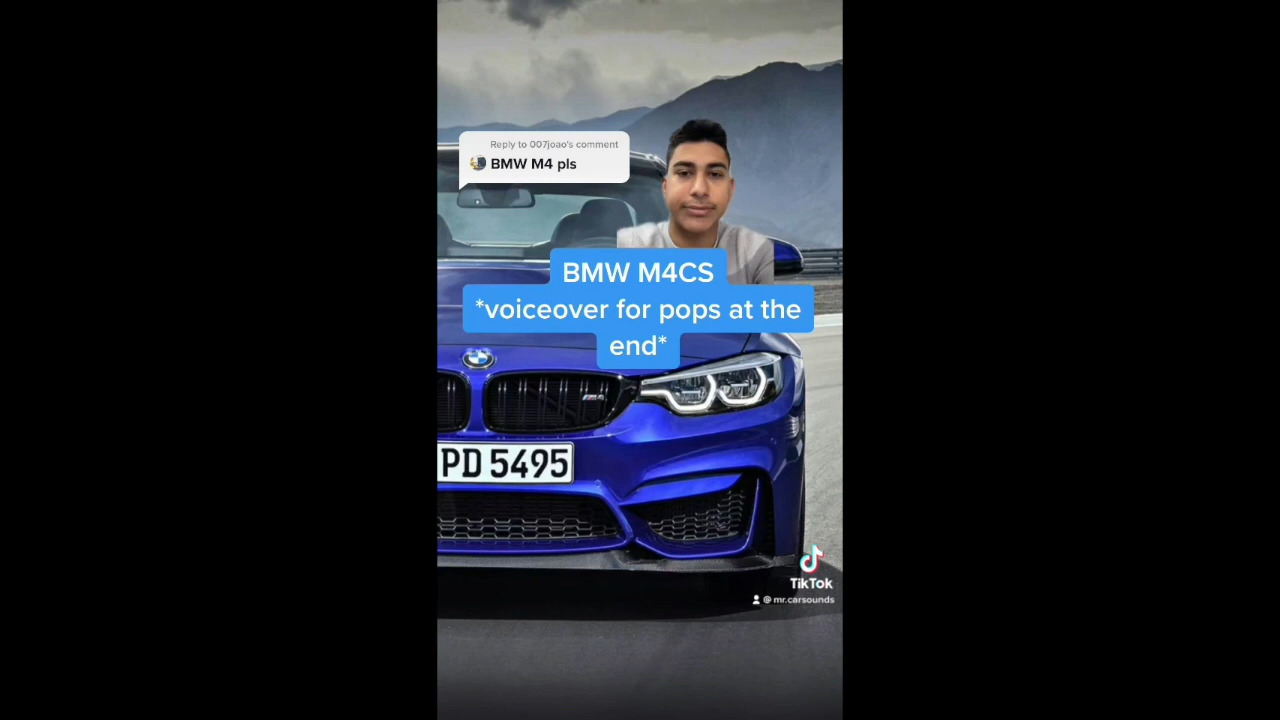 Reply to 007joao's comment
BMW M4 pls
BMW M4CS
*voiceover for pops at the
end*
M4
PD 5495
TikTok
@ mr.carsounds